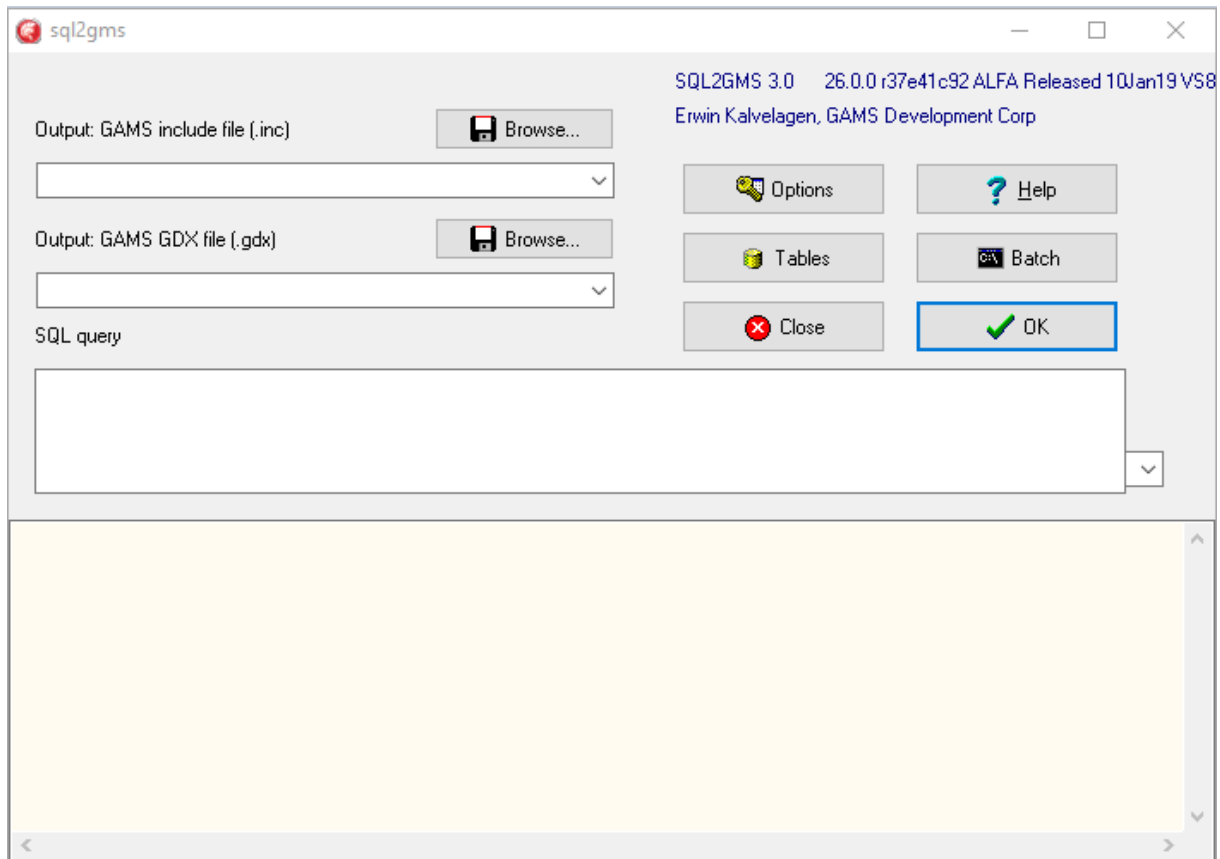 sql2gms
SQL2GMS 3.0 26.0.0 r37e41c92 ALFA Released 10Jan19 VS8
Erwin Kalvelagen, GAMS Development Corp
Output: GAMS include file (.inc)
Browse...
Options
Help
Output: GAMS GDX file (.gdx)
Browse...
Tables
Batch
SQL query
Close
OK